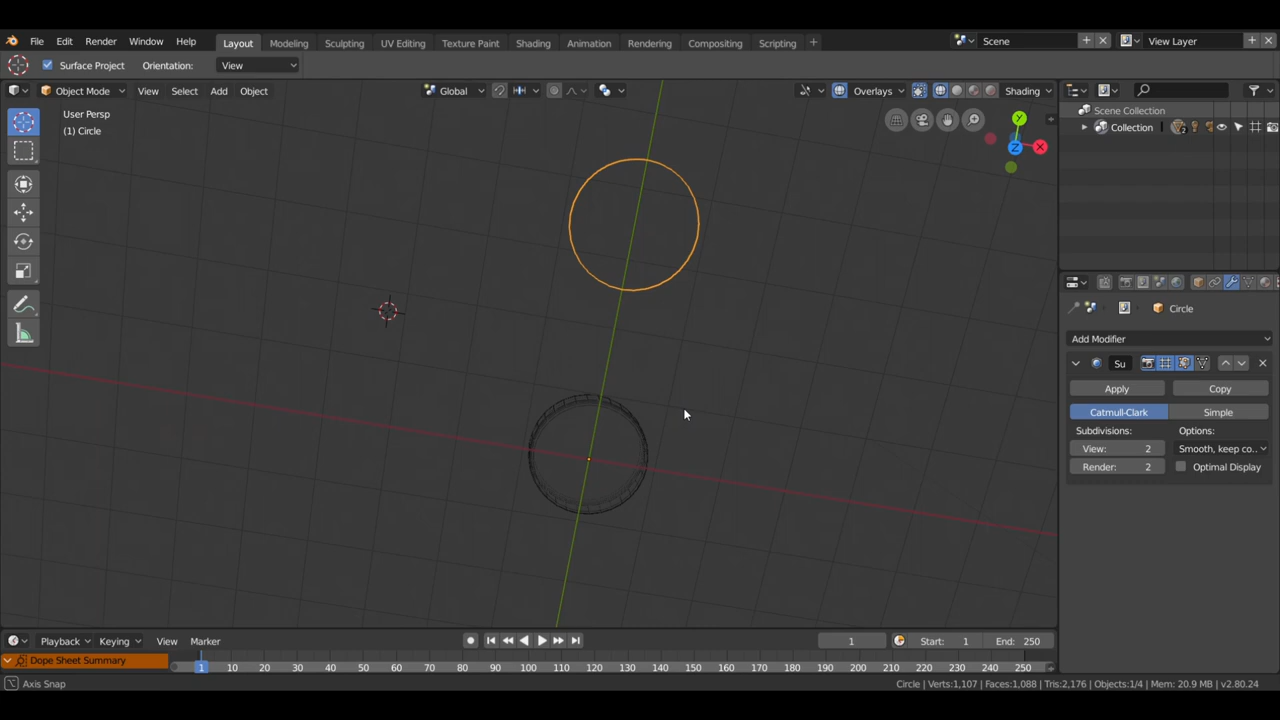 File Edit Render Window Help Layout Modeling Sculpting UV Editing Texture Paint Shading Animation Rendering Compositing Scripting + Scene View Layer
Surface Project Orientation: View
Object Mode View Select Add Object Global Overlays Shading
User Persp
(1) Circle
Y
X
Z
Scene Collection
Collection
2
Circle
Add Modifier
Su
Apply Copy
Catmull-Clark Simple
Subdivisions: Options:
View: 2 Smooth, keep co..
Render: 2 Optimal Display
Playback Keying View Marker 1 Start: 1 End: 250
Dope Sheet Summary 1 10 20 30 40 50 60 70 80 90 100 110 120 130 140 150 160 170 180 190 200 210 220 230 240 250
Axis Snap Circle | Verts:1,107 | Faces:1,088 | Tris:2,176 | Objects:1/4 | Mem: 20.9 MB | v2.80.24